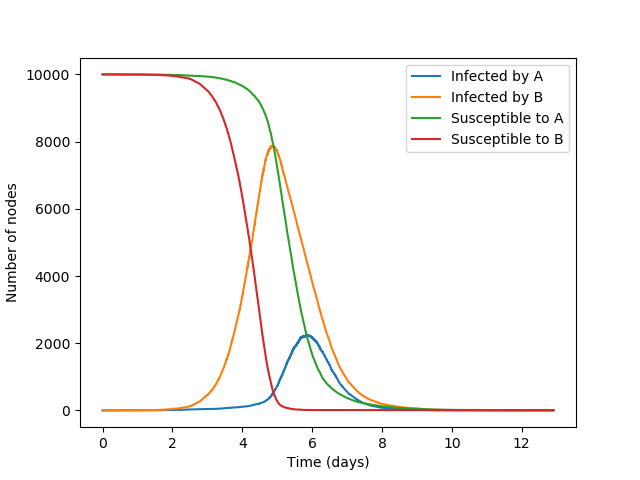 Infected by A
Infected by B
Susceptible to A
Susceptible to B
10000
8000
6000
4000
2000
0
Number of nodes
0 2 4 6 8 10 12
Time (days)